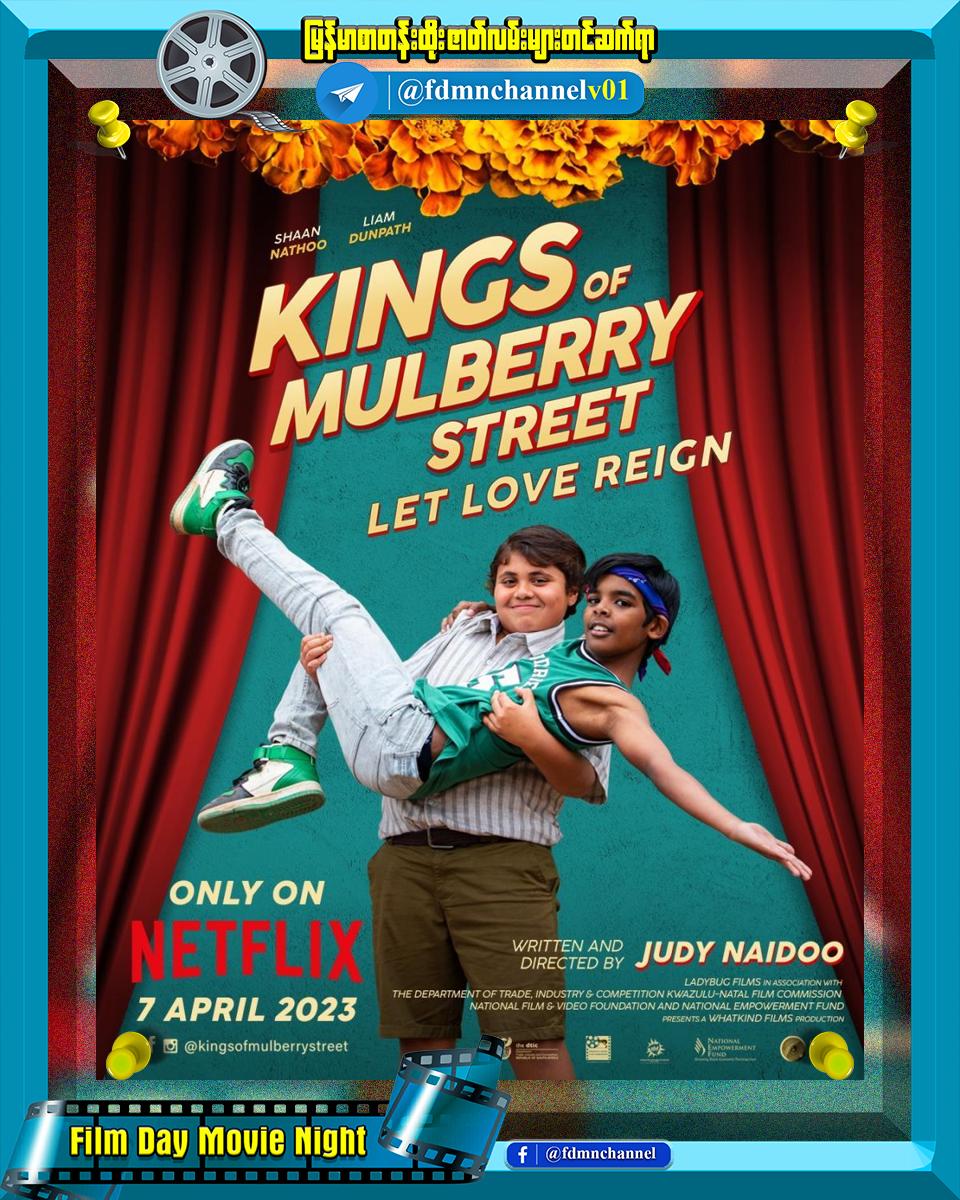 မြန်မာစာတန်းထိုးဇာတ်လမ်းများတင်ဆက်ရာ
@fdmnchannelv01
SHAAN
NATHOO
LIAM
DUNPATH
KINGS OF
MULBERRY
STREET
LET LOVE REIGN
ONLY ON
NETFLIX
7 APRIL 2023
@kingsofmulberrystreet
WRITTEN AND
DIRECTED BY JUDY NAIDOO
LADYBUG FILMS IN ASSOCIATION WITH
THE DEPARTMENT OF TRADE, INDUSTRY & COMPETITION KWAZULU-NATAL FILM COMMISSION
NATIONAL FILM & VIDEO FOUNDATION AND NATIONAL EMPOWERMENT FUND
PRESENTS A WHATKIND FILMS PRODUCTION
the dtic
NATIONAL
EMPOWERMENT
FUND
Film Day Movie Night
@fdmnchannel